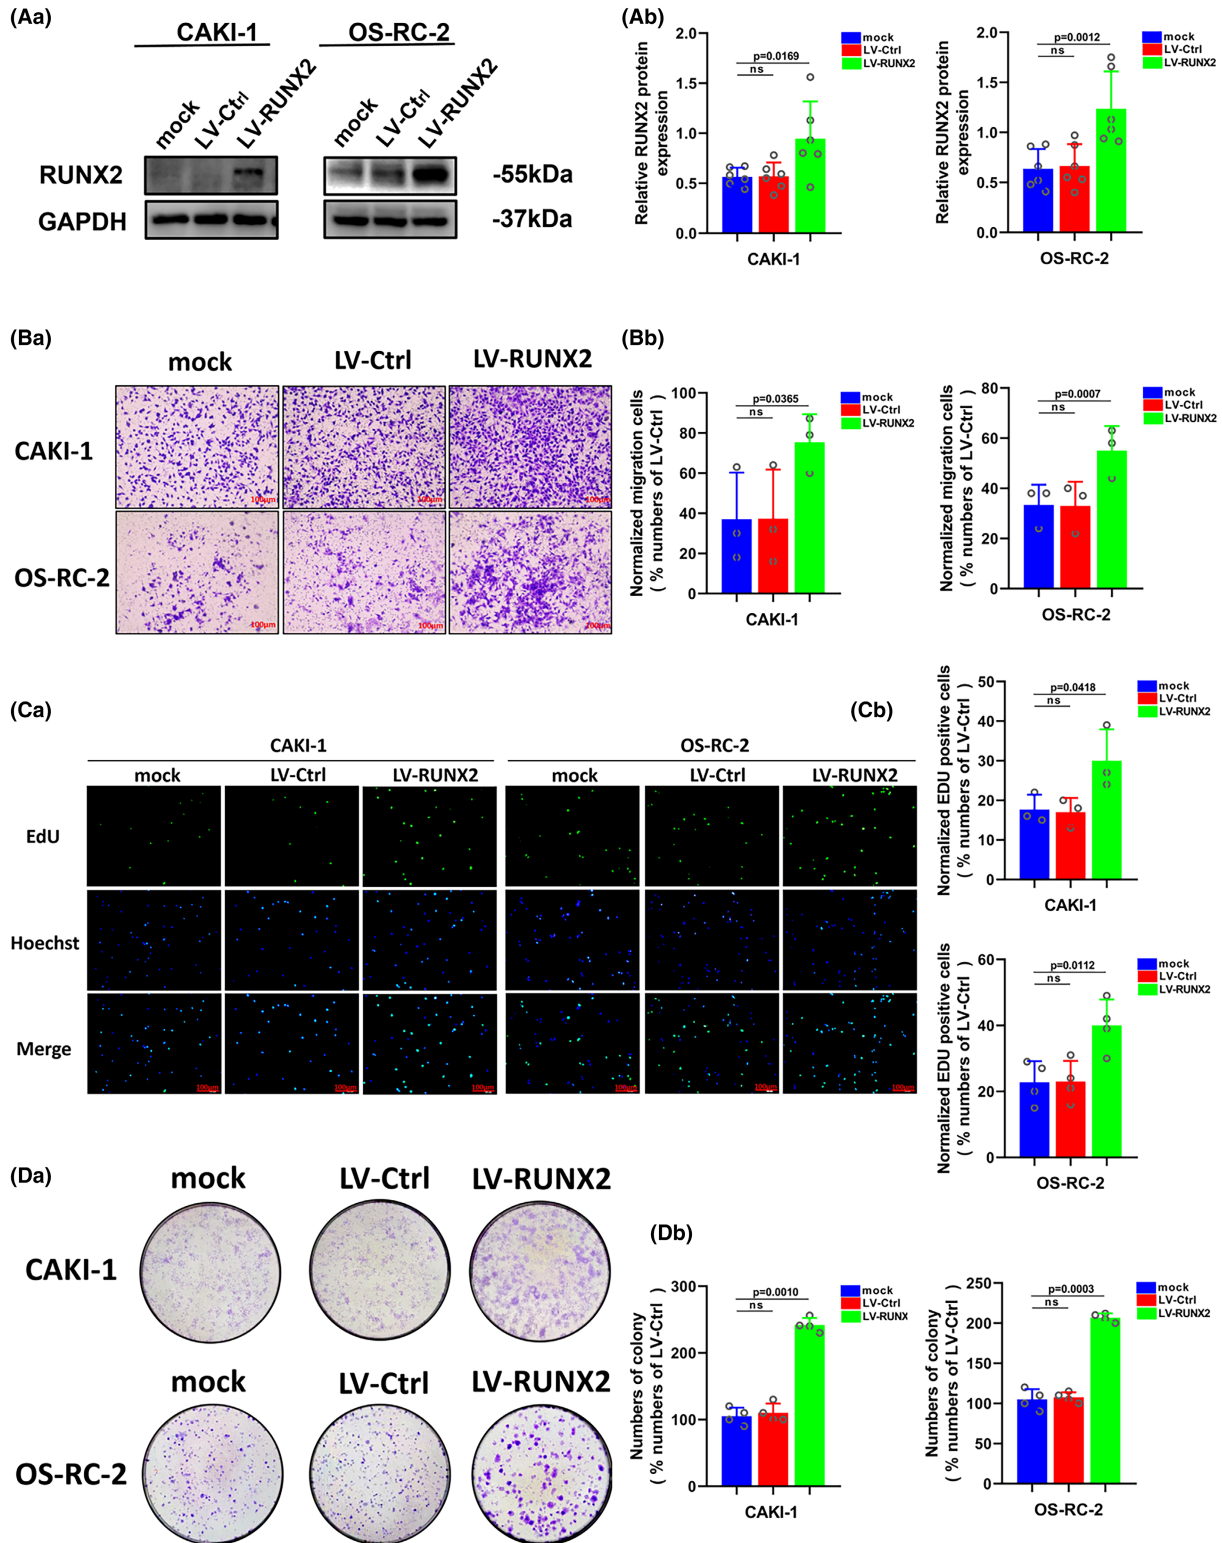 (Aa)
CAKI-1 OS-RC-2
mock LV-Ctrl LV-RUNX2 mock LV-Ctrl LV-RUNX2
RUNX2 -55kDa
GAPDH -37kDa
(Ab)
Relative RUNX2 protein
expression
2.0
1.5
1.0
0.5
0.0
p=0.0169
ns
CAKI-1
mock
LV-Ctrl
LV-RUNX2
Relative RUNX2 protein
expression
2.0
1.5
1.0
0.5
0.0
p=0.0012
ns
OS-RC-2
mock
LV-Ctrl
LV-RUNX2
(Ba)
mock LV-Ctrl LV-RUNX2
CAKI-1
100μm 100μm 100μm
OS-RC-2
100μm 100μm 100μm
(Bb)
Normalized migration cells
( % numbers of LV-Ctrl )
100
80
60
40
20
0
p=0.0365
ns
CAKI-1
mock
LV-Ctrl
LV-RUNX2
Normalized migration cells
( % numbers of LV-Ctrl )
80
60
40
20
0
p=0.0007
ns
OS-RC-2
mock
LV-Ctrl
LV-RUNX2
(Ca)
CAKI-1 OS-RC-2
mock LV-Ctrl LV-RUNX2 mock LV-Ctrl LV-RUNX2
EdU
Hoechst
Merge
100μm 100μm 100μm 100μm 100μm 100μm
(Cb)
Normalized EDU positive cells
( % numbers of LV-Ctrl )
50
40
30
20
10
0
p=0.0418
ns
CAKI-1
mock
LV-Ctrl
LV-RUNX2
Normalized EDU positive cells
( % numbers of LV-Ctrl )
60
40
20
0
p=0.0112
ns
OS-RC-2
mock
LV-Ctrl
LV-RUNX2
(Da)
mock LV-Ctrl LV-RUNX2
CAKI-1
mock LV-Ctrl LV-RUNX2
OS-RC-2
(Db)
Numbers of colony
( % numbers of LV-Ctrl )
300
200
100
0
p=0.0010
ns
CAKI-1
mock
LV-Ctrl
LV-RUNX
Numbers of colony
( % numbers of LV-Ctrl )
250
200
150
100
50
0
p=0.0003
ns
OS-RC-2
mock
LV-Ctrl
LV-RUNX2